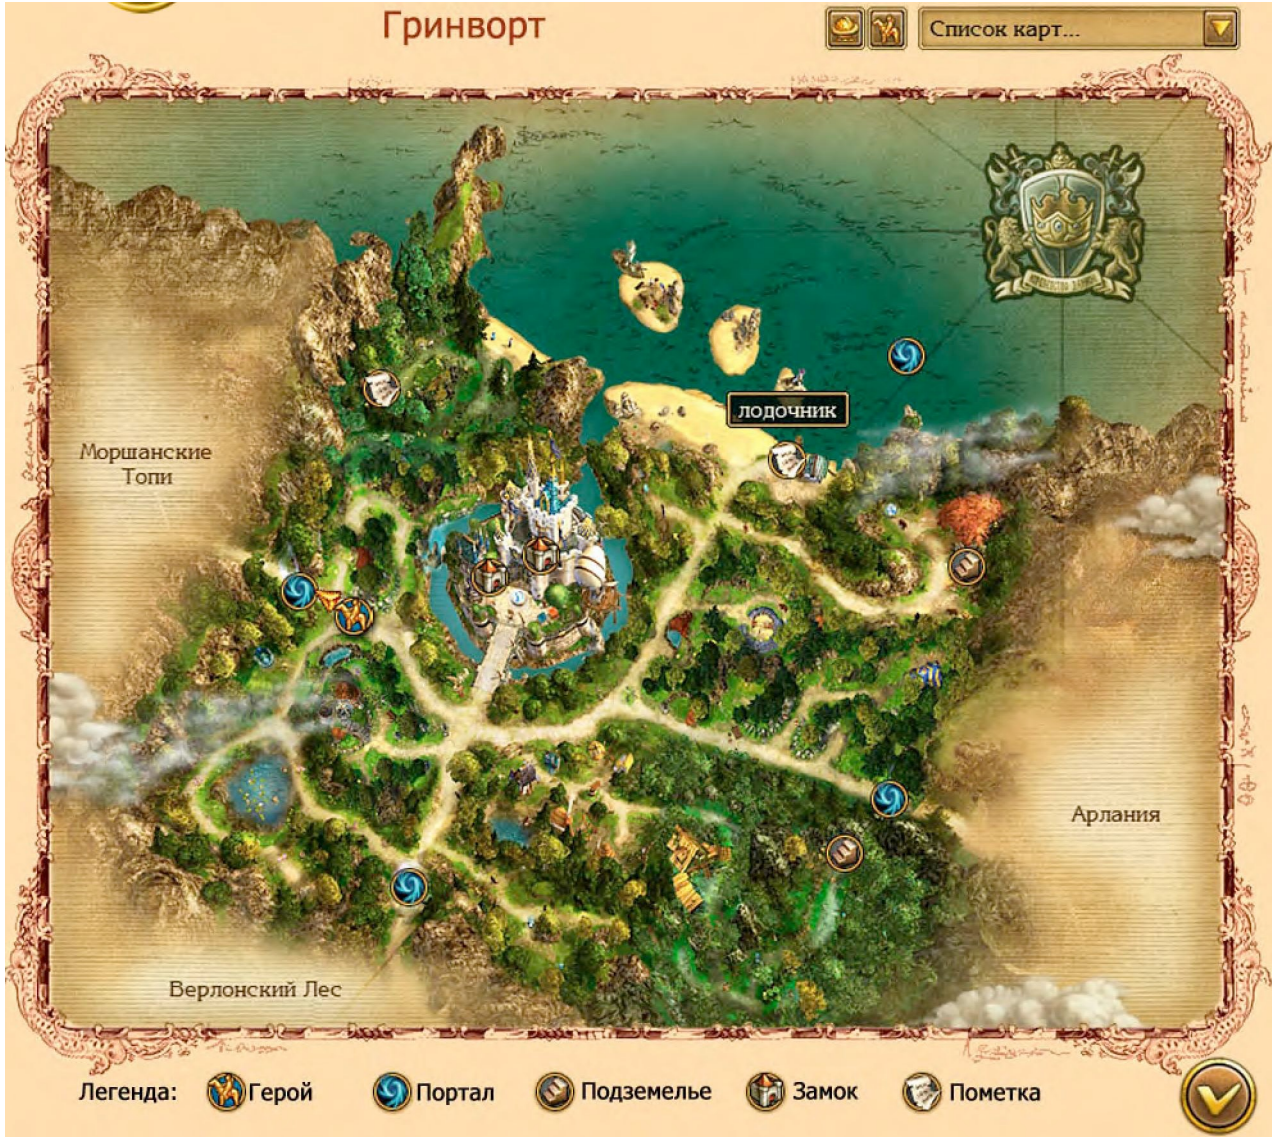 Гринворт
Список карт...
лодочник
Моршанские
Топи
Арлания
Верлонский Лес
Легенда:
Герой
Портал
Подземелье
Замок
Пометка